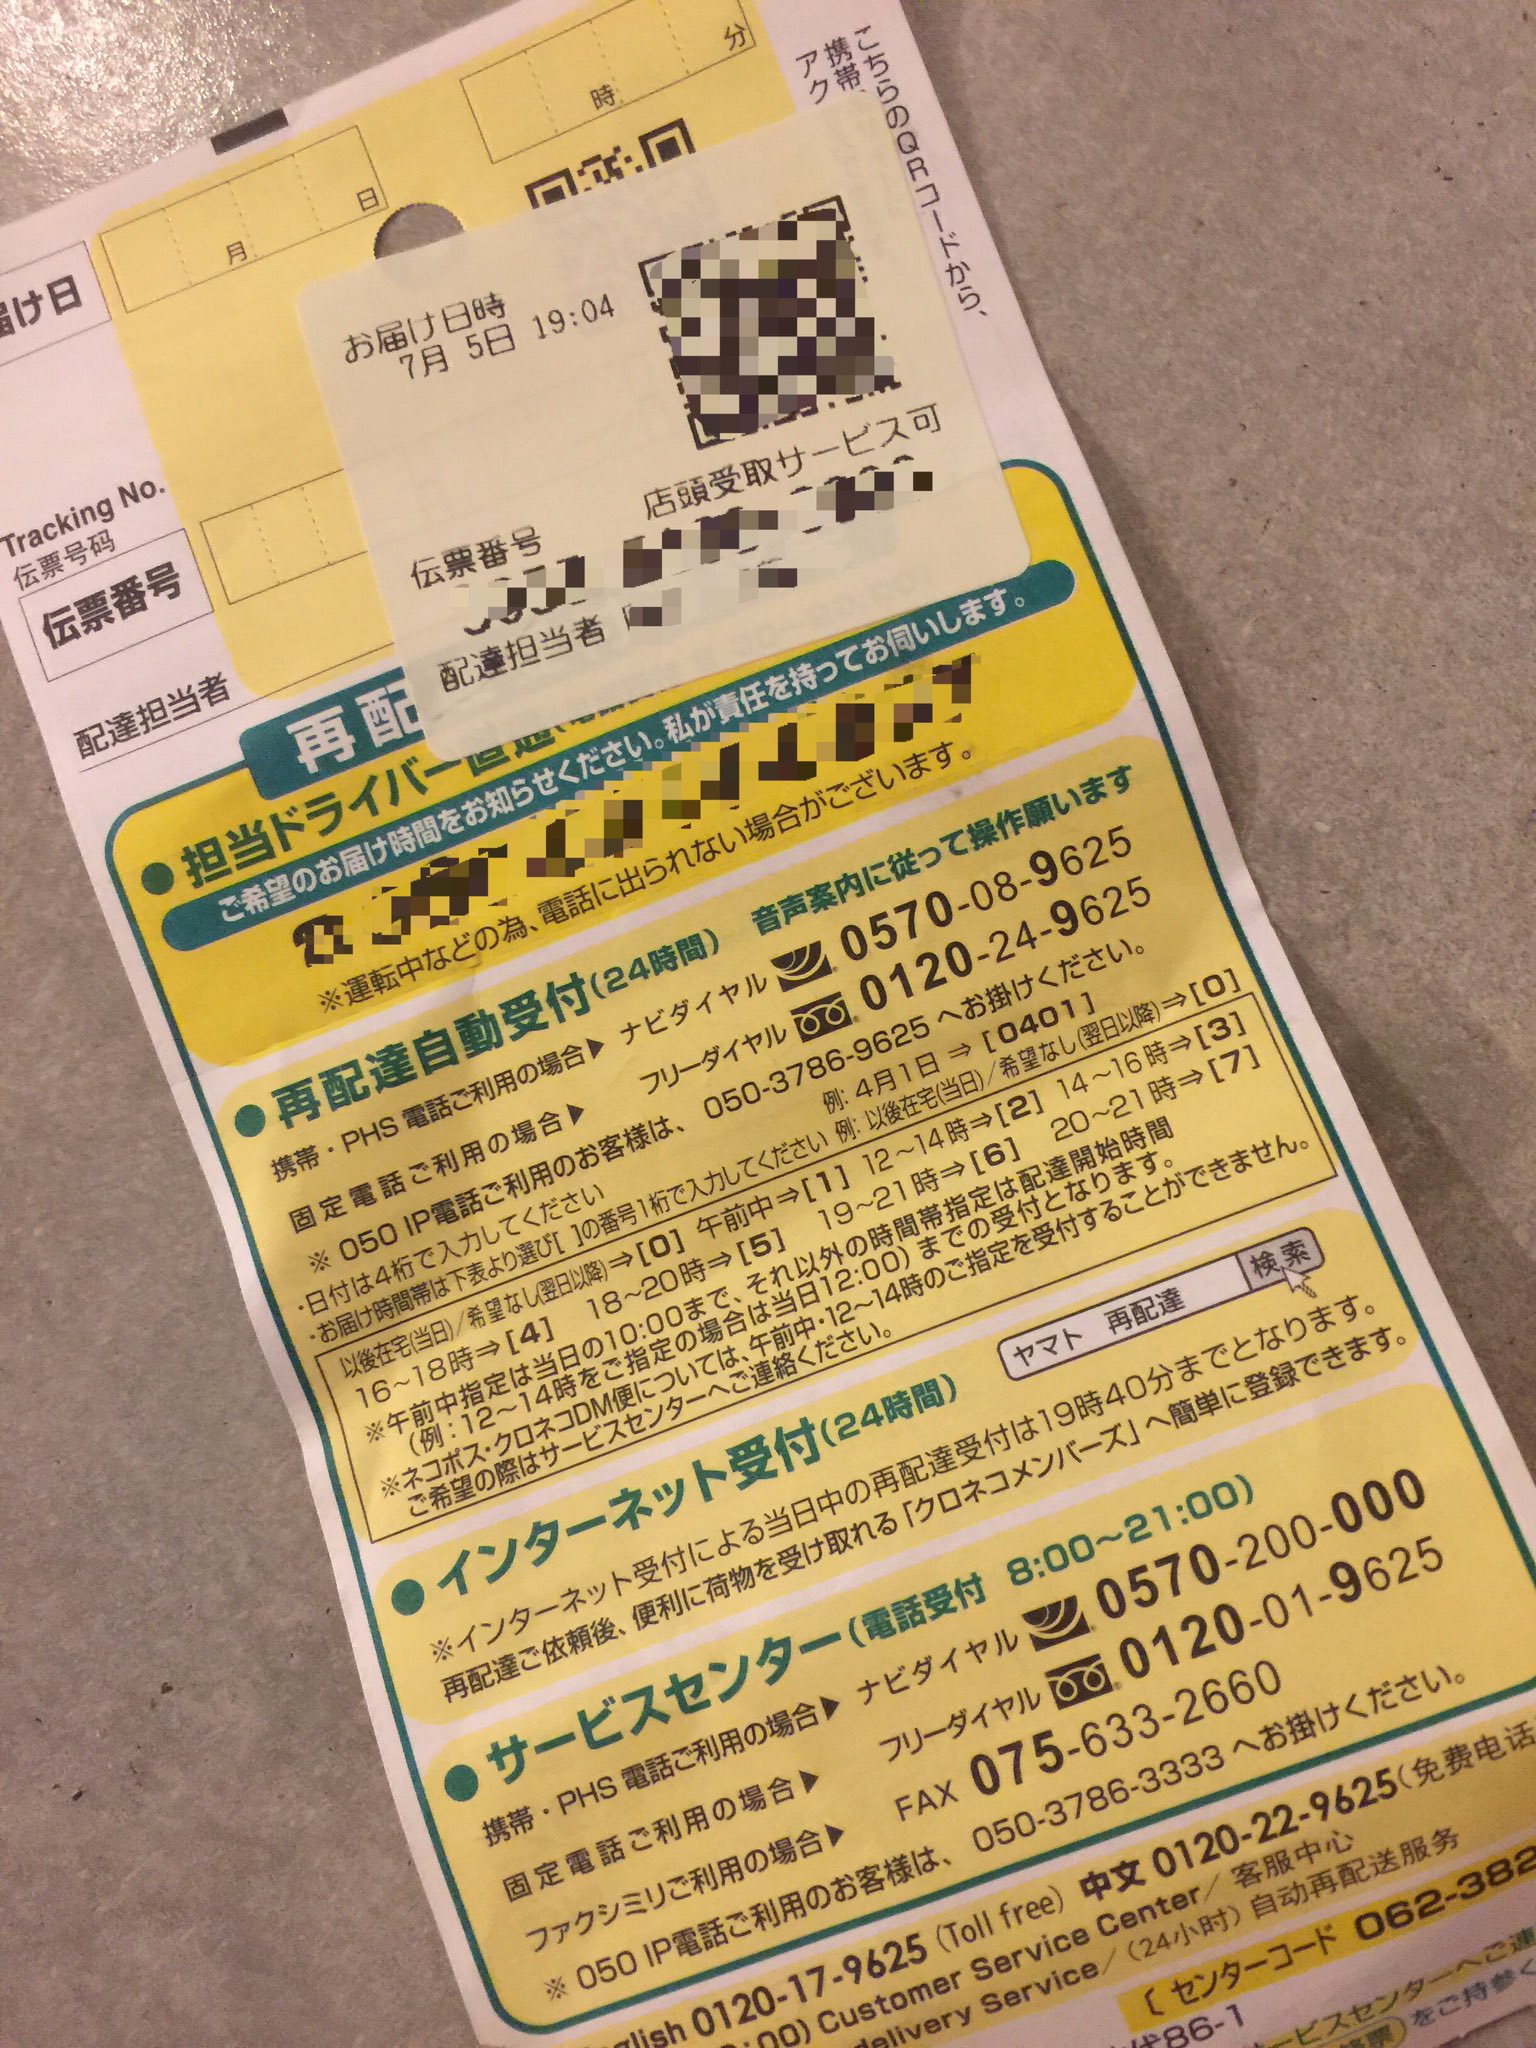 分
時
こちらのQRコードから、
携帯
アク
日
月
届け日
お届け日時
7月 5日 19:04
店頭受取サービス可
Tracking No.
伝票号码
伝票番号
伝票番号
配達担当者
配達担当者
再配
担当ドライバー直通
ご希望のお届け時間をお知らせください。私が責任を持ってお伺いします。
※運転中などの為、電話に出られない場合がございます。
●再配達自動受付(24時間) 音声案内に従って操作願います
携帯・PHS電話ご利用の場合▶ ナビダイヤル 0570-08-9625
固定電話ご利用の場合▶ フリーダイヤル 0120-24-9625
※ 050 IP電話ご利用のお客様は、 050-3786-9625 へお掛けください。
・日付は4桁で入力してください 例: 4月1日 ⇒ [0401]
・お届け時間帯は下表より選び[ ]の番号1桁で入力してください 例: 以後在宅(当日)/希望なし(翌日以降)⇒[0]
以後在宅(当日)/希望なし(翌日以降)⇒[0] 午前中⇒[1] 12~14時⇒[2] 14~16時⇒[3]
16~18時⇒[4] 18~20時⇒[5] 19~21時⇒[6] 20~21時⇒[7]
※午前中指定は当日の10:00まで、それ以外の時間帯指定は配達開始時間
(例:12~14時をご指定の場合は当日12:00)までの受付となります。
※ネコポス・クロネコDM便については、午前中・12~14時のご指定を受付することができません。
ご希望の際はサービスセンターへご連絡ください。
●インターネット受付(24時間) ヤマト 再配達 検索
※インターネット受付による当日中の再配達受付は19時40分までとなります。
再配達ご依頼後、便利に荷物を受け取れる「クロネコメンバーズ」へ簡単に登録できます。
●サービスセンター(電話受付 8:00~21:00)
携帯・PHS電話ご利用の場合▶ ナビダイヤル 0570-200-000
固定電話ご利用の場合▶ フリーダイヤル 0120-01-9625
ファクシミリご利用の場合▶ FAX 075-633-2660
※ 050 IP電話ご利用のお客様は、 050-3786-3333 へお掛けください。
glish 0120-17-9625 (Toll free) 中文 0120-22-9625(免费电话
:00) Customer Service Center/ 客服中心
delivery Service/ (24小时) 自动再配送服务
[ センターコード 062-382
代86-1
ービスセンターへご連
をご持参く